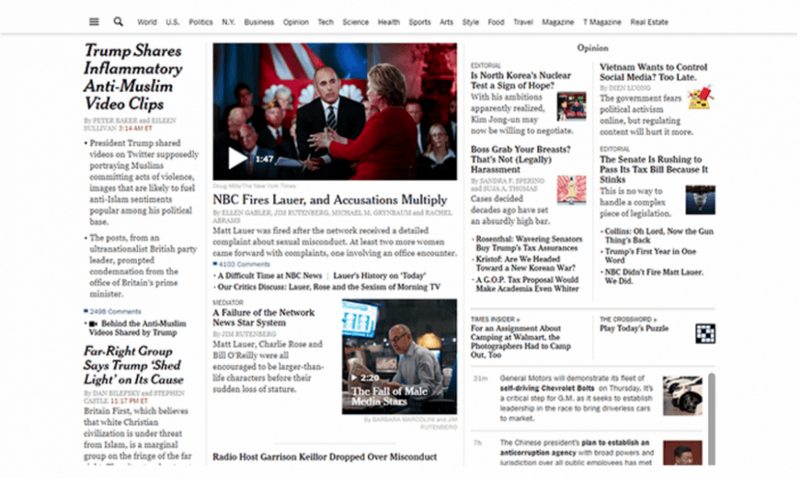 World U.S. Politics N.Y. Business Opinion Tech Science Health Sports Arts Style Food Travel Magazine T Magazine Real Estate
Trump Shares
Inflammatory
Anti-Muslim
Video Clips
By PETER BAKER and EILEEN
SULLIVAN 3:14 AM ET
• President Trump shared
videos on Twitter supposedly
portraying Muslims
committing acts of violence,
images that are likely to fuel
anti-Islam sentiments
popular among his political
base.
• The posts, from an
ultranationalist British party
leader, prompted
condemnation from the
office of Britain's prime
minister.
2498 Comments
• Behind the Anti-Muslim
Videos Shared by Trump
Far-Right Group
Says Trump 'Shed
Light' on Its Cause
By DAN BILEFSKY and STEPHEN
CASTLE 11:17 PM ET
Britain First, which believes
that white Christian
civilization is under threat
from Islam, is a marginal
group on the fringe of the far
1:47
Doug Mills/The New York Times
NBC Fires Lauer, and Accusations Multiply
By ELLEN GABLER, JIM RUTENBERG, MICHAEL M. GRYNBAUM and RACHEL
ABRAMS
Matt Lauer was fired after the network received a detailed
complaint about sexual misconduct. At least two more women
came forward with complaints, one involving an office encounter.
4103 Comments
• A Difficult Time at NBC News | Lauer's History on 'Today'
• Our Critics Discuss: Lauer, Rose and the Sexism of Morning TV
MEDIATOR
A Failure of the Network
News Star System
By JIM RUTENBERG
Matt Lauer, Charlie Rose and
Bill O'Reilly were all
encouraged to be larger-than-
life characters before their
sudden loss of stature.
2:20
The Fall of Male
Media Stars
By BARBARA MARCOLINI and JIM
RUTENBERG
Radio Host Garrison Keillor Dropped Over Misconduct
Opinion
EDITORIAL
Is North Korea's Nuclear
Test a Sign of Hope?
With his ambitions
apparently realized,
Kim Jong-un may
now be willing to negotiate.
Boss Grab Your Breasts?
That's Not (Legally)
Harassment
By SANDRA F. SPERINO
and SUJA A. THOMAS
Cases decided
decades ago have set
an absurdly high bar.
• Rosenthal: Wavering Senators
Buy Trump's Tax Assurances
• Kristof: Are We Headed
Toward a New Korean War?
• A G.O.P. Tax Proposal Would
Make Academia Even Whiter
Vietnam Wants to Control
Social Media? Too Late.
By DIEN LUONG
The government fears
political activism
online, but regulating
content will hurt it more.
EDITORIAL
The Senate Is Rushing to
Pass Its Tax Bill Because It
Stinks
This is no way to
handle a complex
piece of legislation.
• Collins: Oh Lord, Now the Gun
Thing's Back
• Trump's First Year in One
Word
• NBC Didn't Fire Matt Lauer.
We Did.
TIMES INSIDER »
For an Assignment About
Camping at Walmart, the
Photographers Had to Camp
Out, Too
THE CROSSWORD »
Play Today's Puzzle
31m
General Motors will demonstrate its fleet of
self-driving Chevrolet Bolts on Thursday. It's
a critical step for G.M. as it seeks to establish
leadership in the race to bring driverless cars
to market.
7h
The Chinese president's plan to establish an
anticorruption agency with broad powers and
jurisdiction over all public employees has met